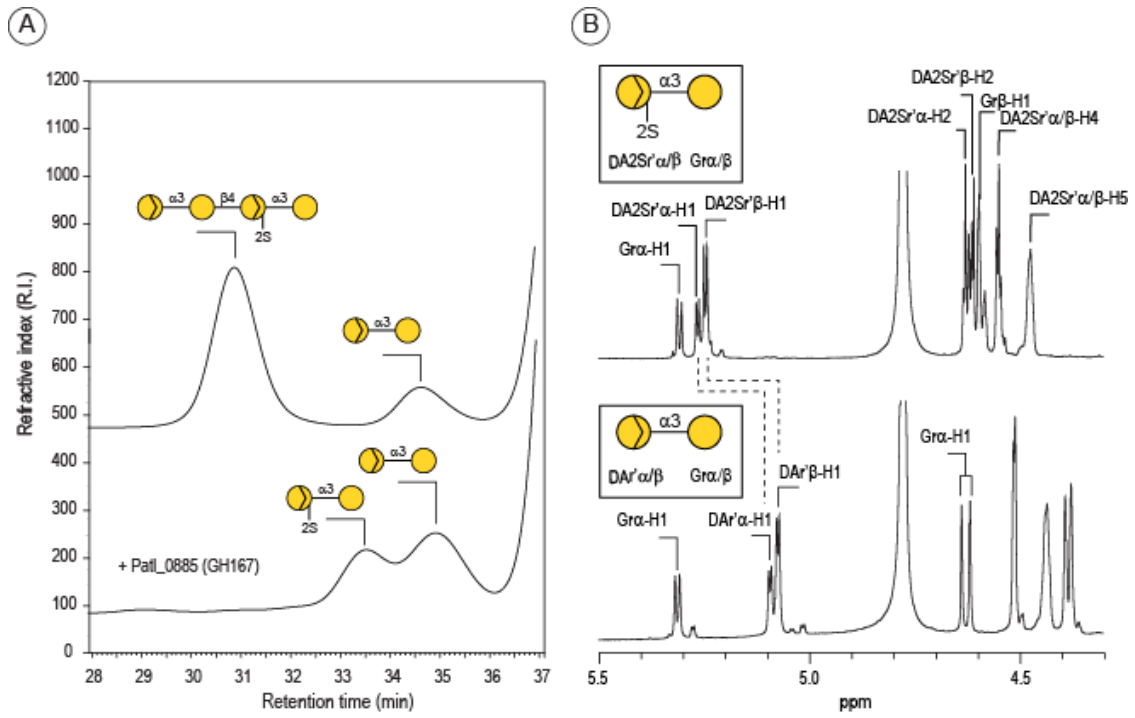 A
1200
1100
1000
900
800
700
600
500
400
300
200
100
0
Refractive index (R.I.)
α3 β4 α3
2S
α3
α3
α3
2S
+ Patl_0885 (GH167)
28 29 30 31 32 33 34 35 36 37
Retention time (min)
B
α3
2S
DA2Sr'α/β Grα/β
DA2Sr'β-H2
Grβ-H1
DA2Sr'α-H2
DA2Sr'α/β-H4
DA2Sr'α-H1
DA2Sr'β-H1
DA2Sr'α/β-H5
Grα-H1
α3
DAr'α/β Grα/β
Grα-H1
DAr'β-H1
Grα-H1
DAr'α-H1
5.5 5.0 4.5
ppm